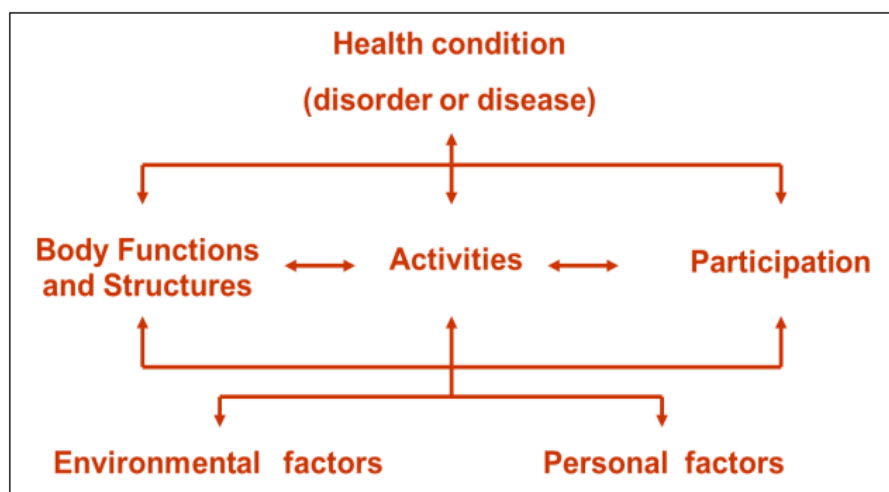 Health condition
(disorder or disease)
Body Functions
and Structures
Activities
Participation
Environmental factors
Personal factors